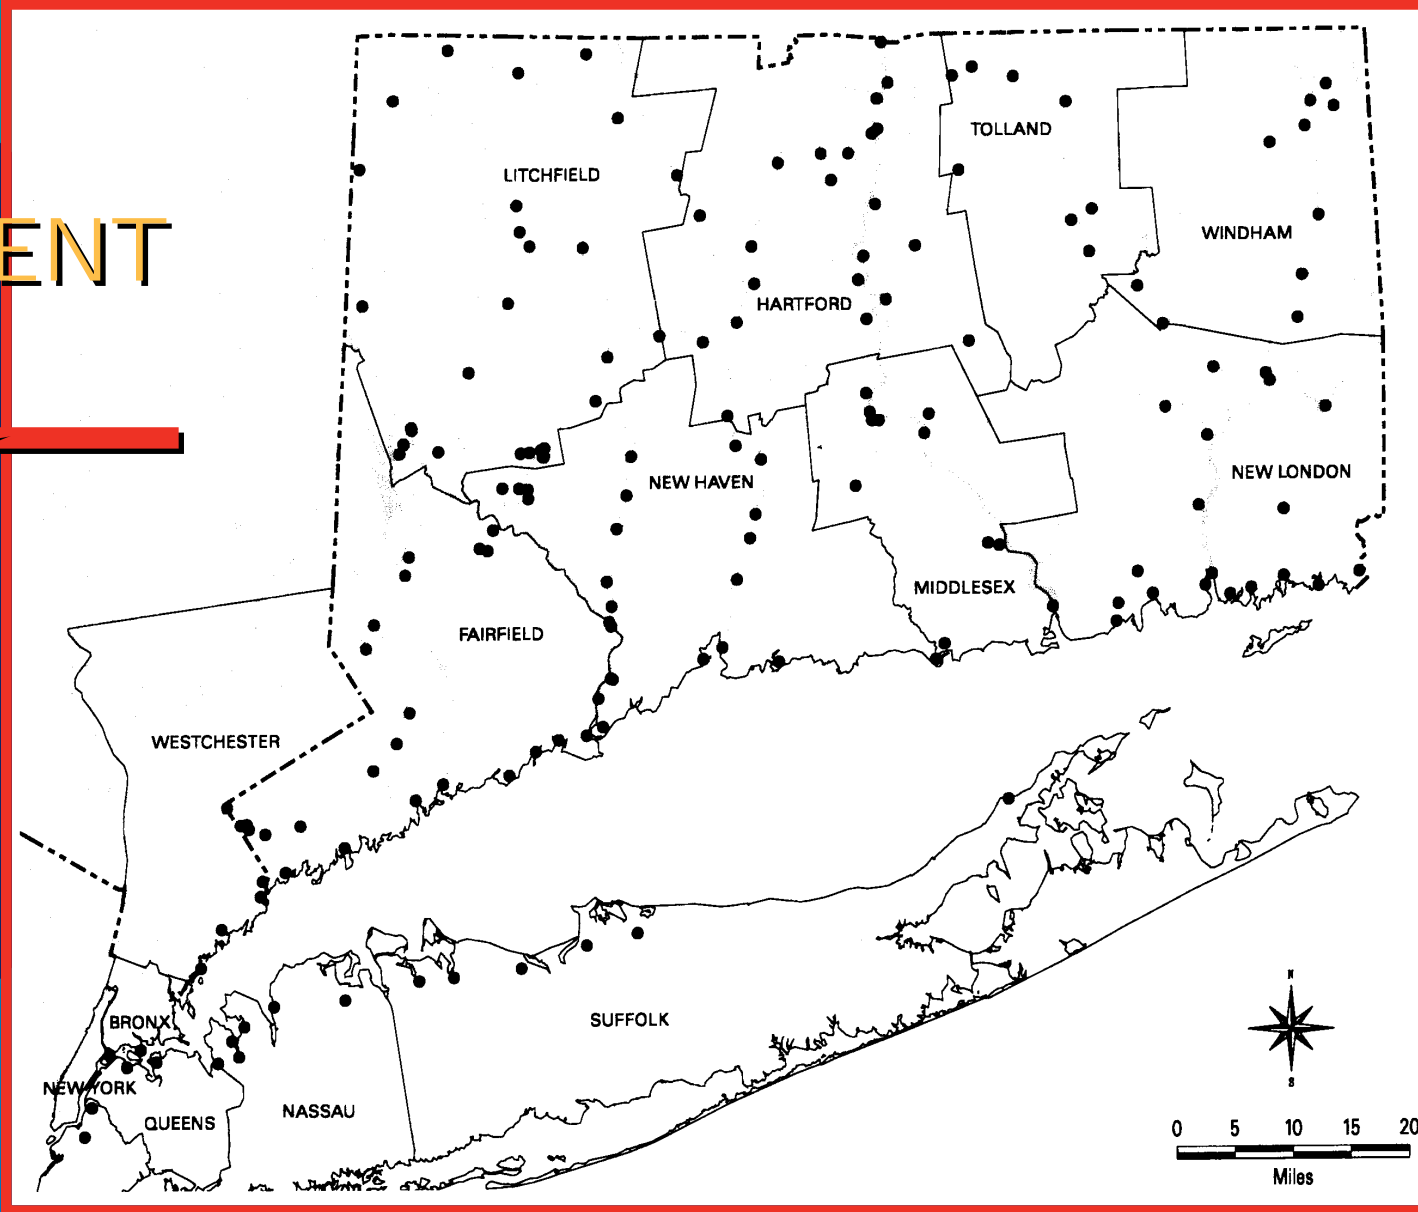 TOLLAND
LITCHFIELD
ENT
WINDHAM
HARTFORD
NEW LONDON
NEW HAVEN
MIDDLESEX
FAIRFIELD
WESTCHESTER
N
BRONX
SUFFOLK
S
NEW YORK
NASSAU
QUEENS
0 5 10 15 20
Miles